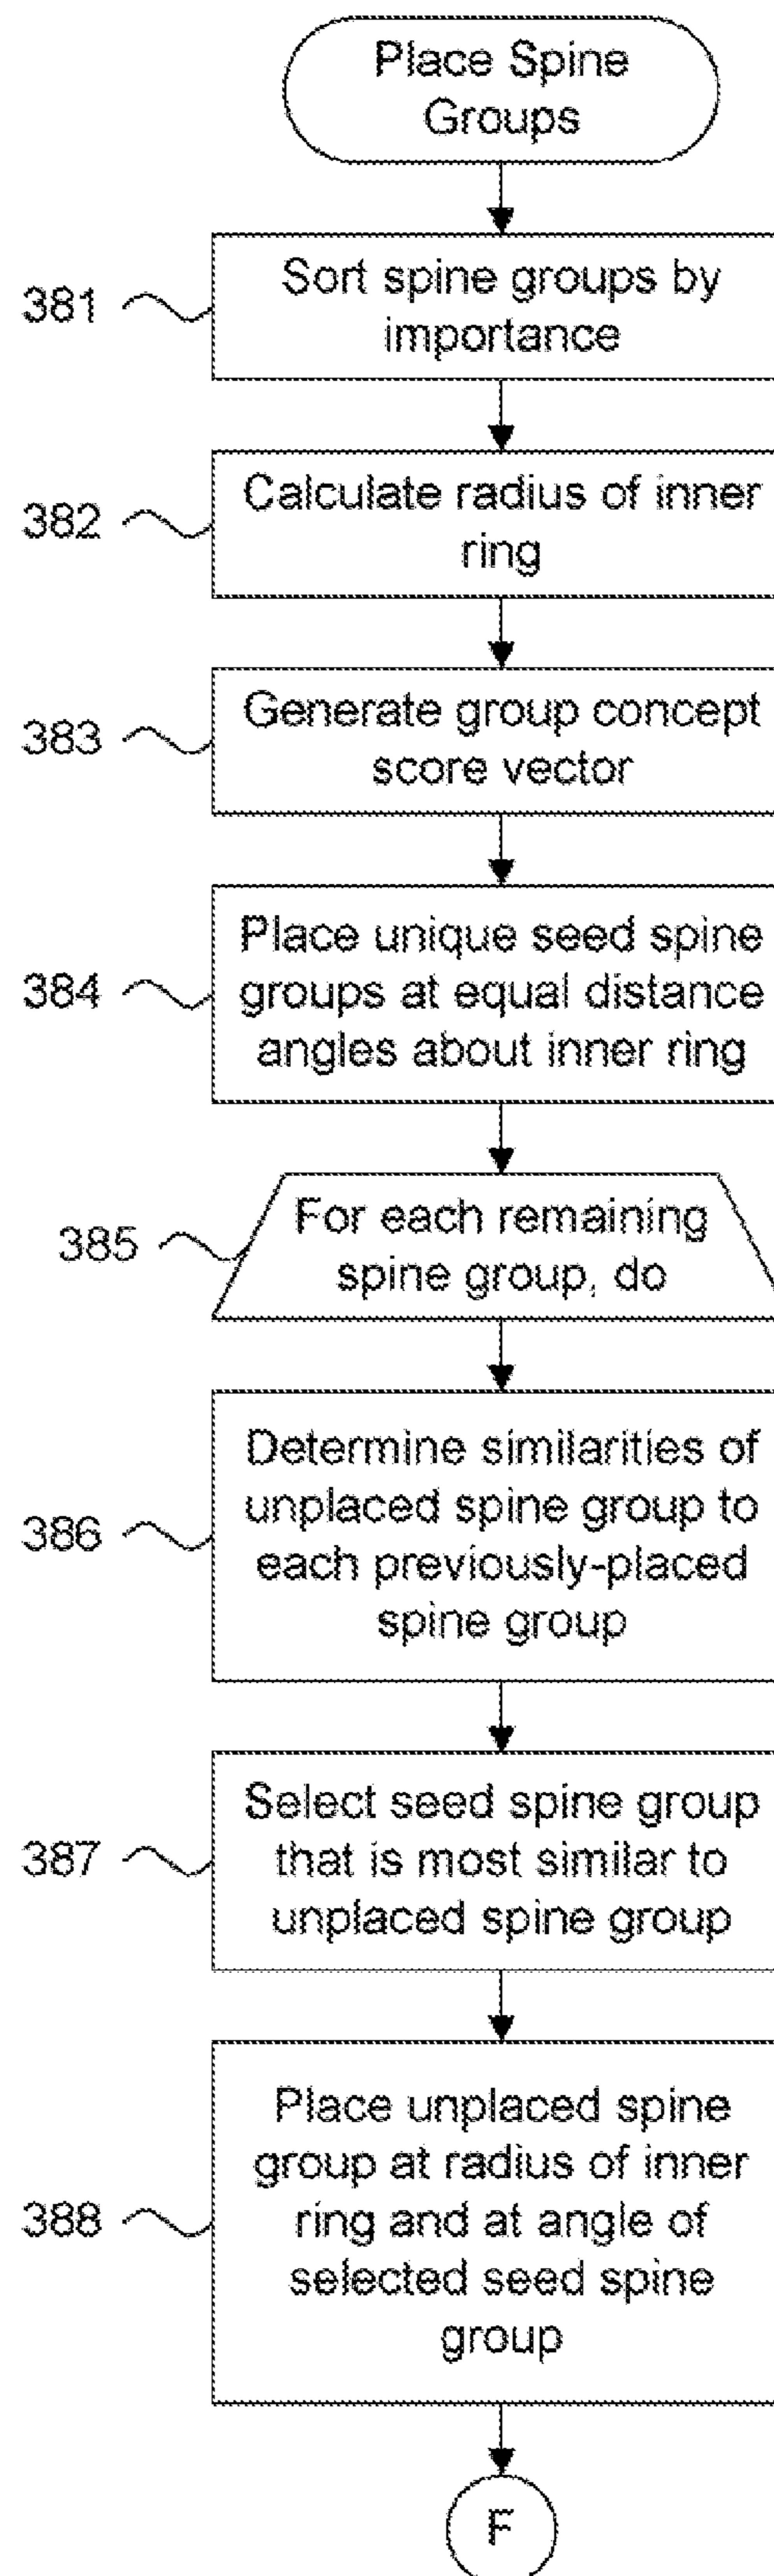 Place Spine
Groups
381
Sort spine groups by
importance
382
Calculate radius of inner
ring
383
Generate group concept
score vector
384
Place unique seed spine
groups at equal distance
angles about inner ring
385
For each remaining
spine group, do
386
Determine similarities of
unplaced spine group to
each previously-placed
spine group
387
Select seed spine group
that is most similar to
unplaced spine group
388
Place unplaced spine
group at radius of inner
ring and at angle of
selected seed spine
group
F